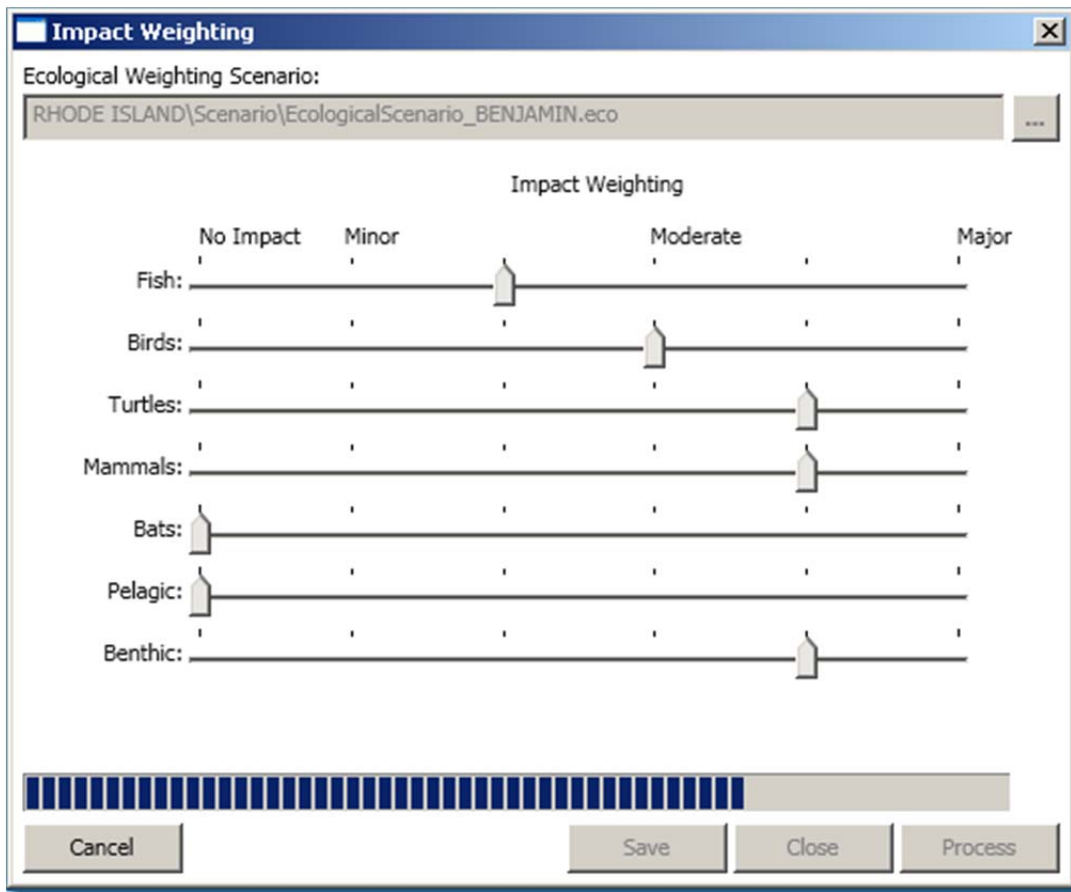 Impact Weighting
Ecological Weighting Scenario:
RHODE ISLAND\Scenario\EcologicalScenario_BENJAMIN.eco
...
Impact Weighting
No Impact Minor Moderate Major
Fish:
Birds:
Turtles:
Mammals:
Bats:
Pelagic:
Benthic:
Cancel Save Close Process